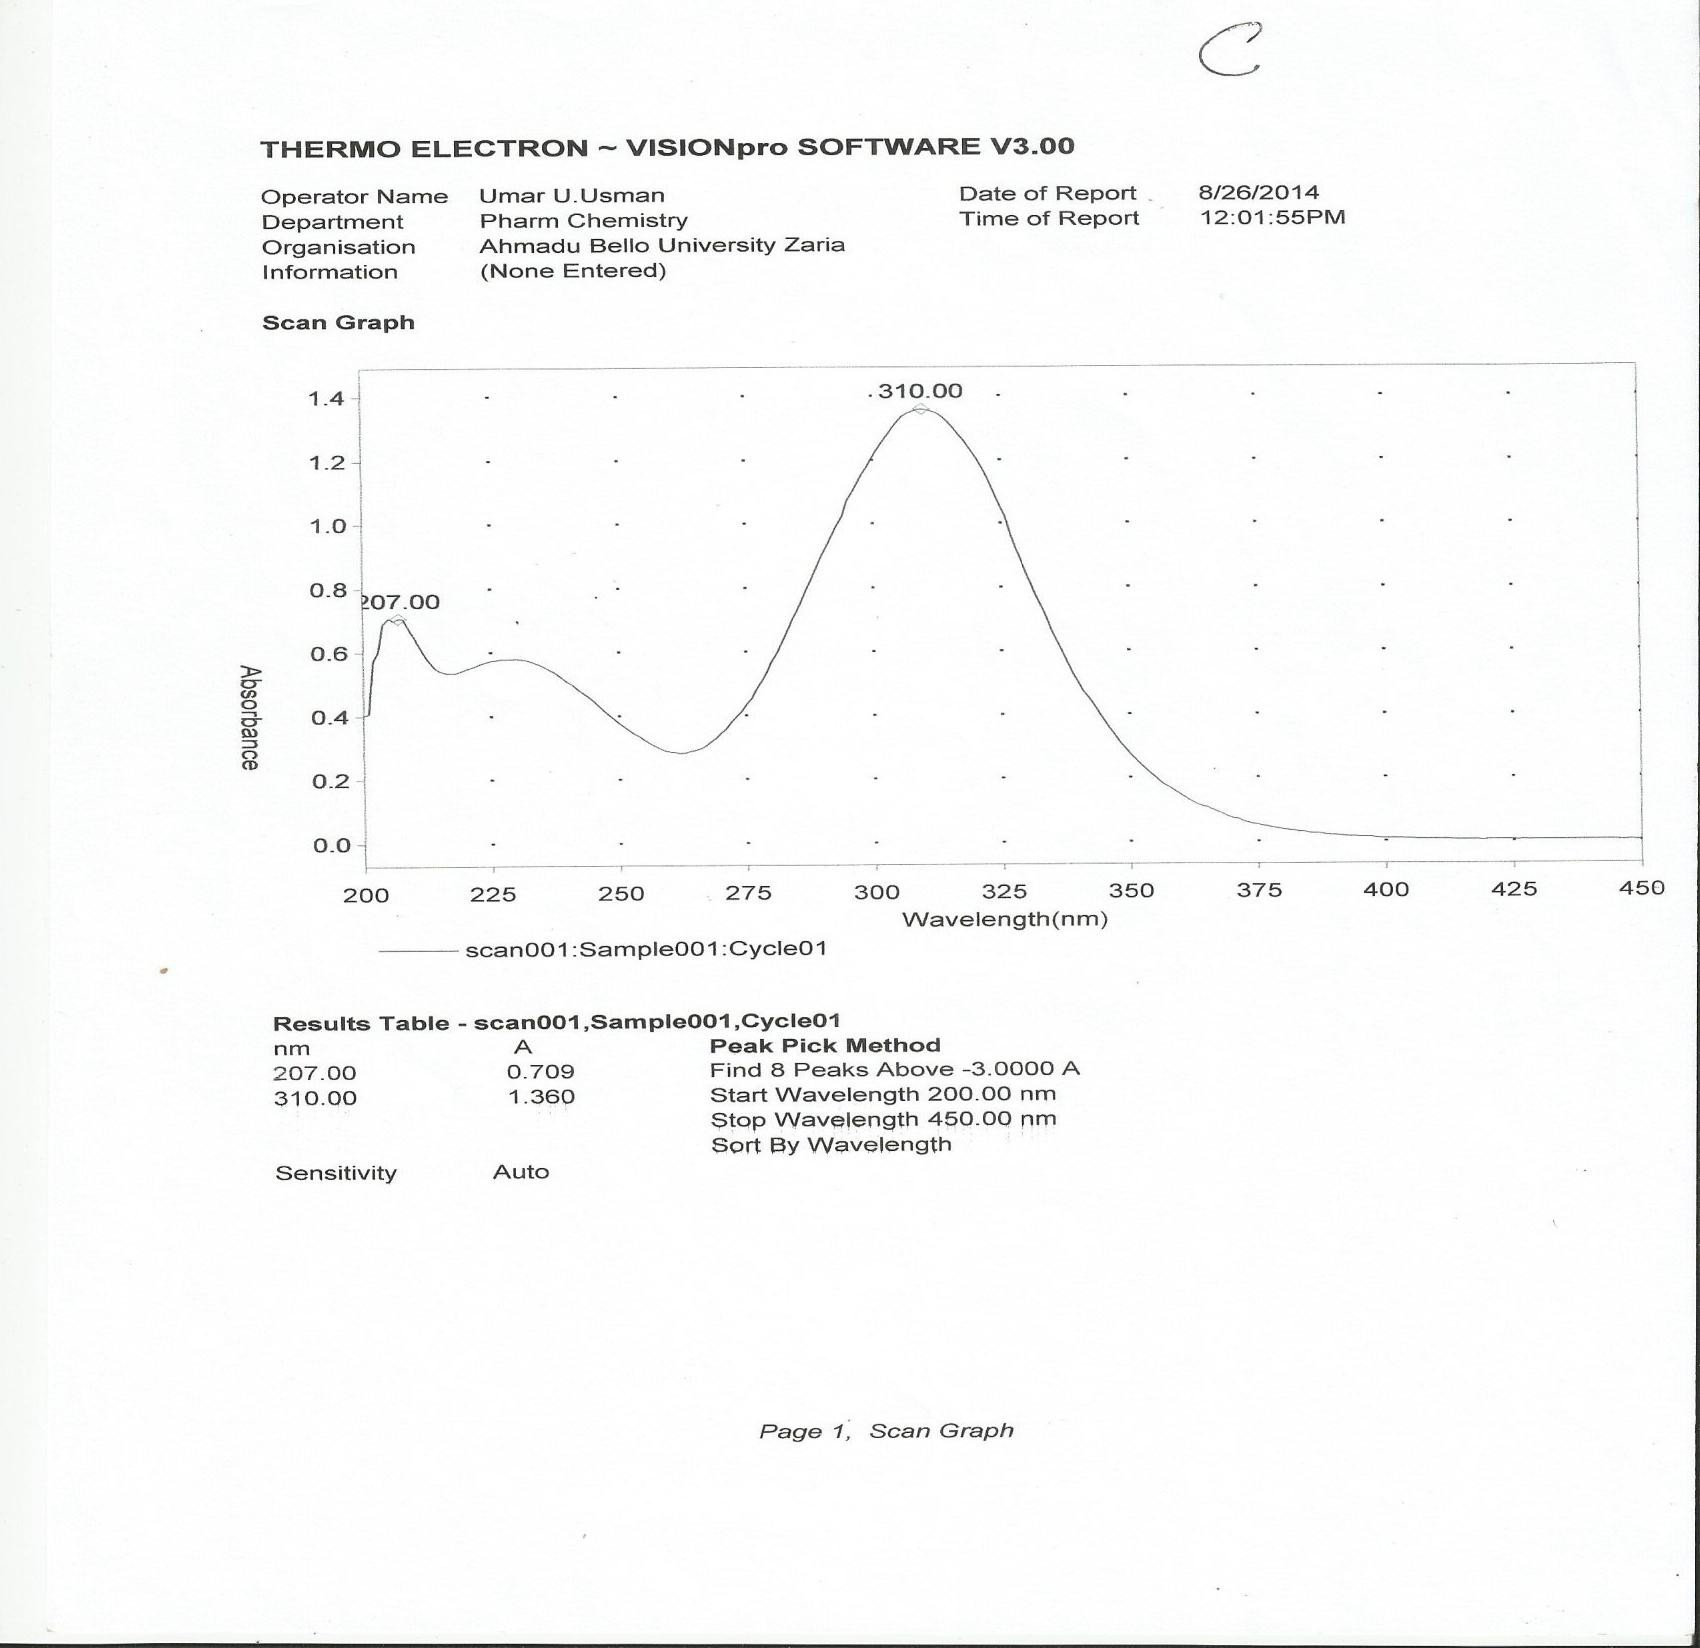 C
THERMO ELECTRON ~ VISIONpro SOFTWARE V3.00
Operator Name Umar U.Usman Date of Report 8/26/2014
Department Pharm Chemistry Time of Report 12:01:55PM
Organisation Ahmadu Bello University Zaria
Information (None Entered)
Scan Graph
310.00
1.4
1.2
1.0
0.8
207.00
0.6
0.4
0.2
0.0
Absorbance
200 225 250 275 300 325 350 375 400 425 450
Wavelength(nm)
scan001:Sample001:Cycle01
Results Table - scan001,Sample001,Cycle01
nm A Peak Pick Method
207.00 0.709 Find 8 Peaks Above -3.0000 A
310.00 1.360 Start Wavelength 200.00 nm
Stop Wavelength 450.00 nm
Sort By Wavelength
Sensitivity Auto
Page 1, Scan Graph